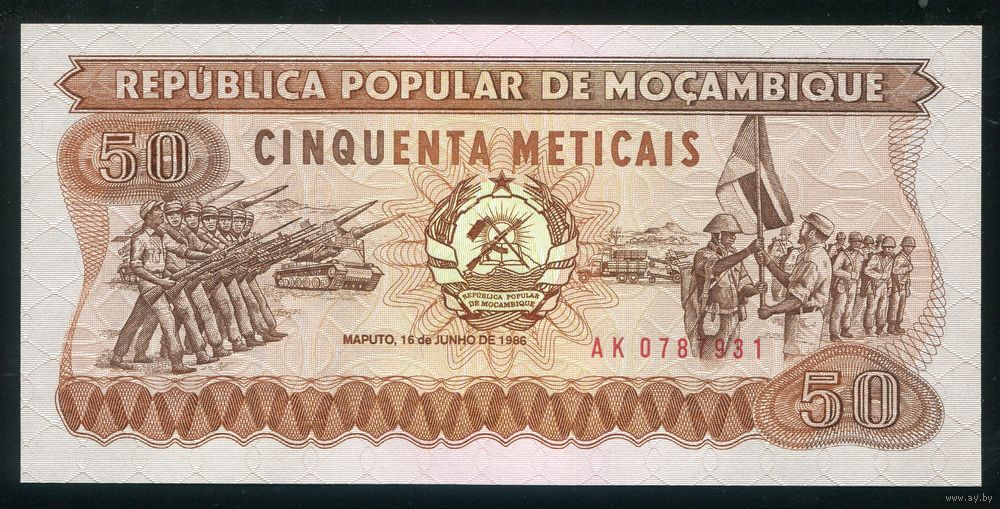 REPÚBLICA POPULAR DE MOÇAMBIQUE
50
CINQUENTA METICAIS
REPUBLICA POPULAR
DE MOÇAMBIQUE
MAPUTO, 16 de JUNHO DE 1986
AK 0787931
50
www.ay.by